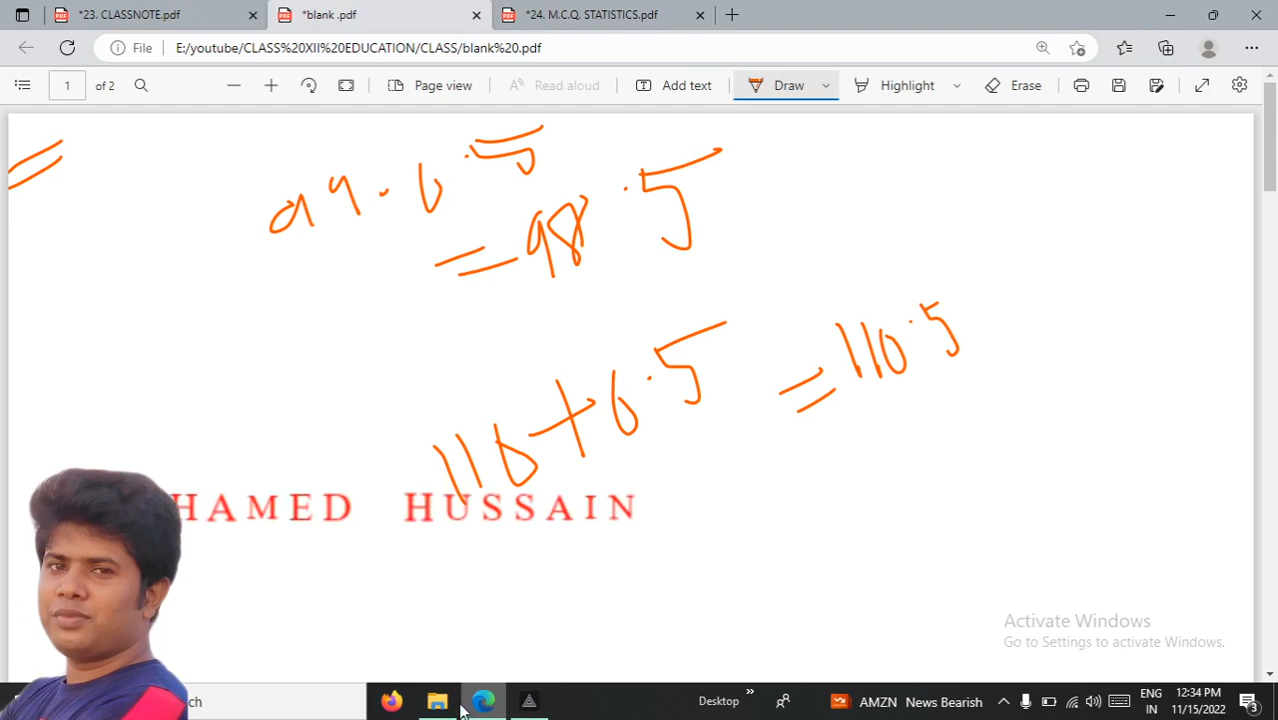 *23. CLASSNOTE.pdf
*blank .pdf
*24. M.C.Q. STATISTICS.pdf
File E:/youtube/CLASS%20XII%20EDUCATION/CLASS/blank%20.pdf
1 of 2 Page view Read aloud Add text Draw Highlight Erase
=
= 98.5
116+6.5 = 110.5
HAMED HUSSAIN
Activate Windows
Go to Settings to activate Windows.
rch
Desktop AMZN News Bearish ENG IN 12:34 PM 11/15/2022 3